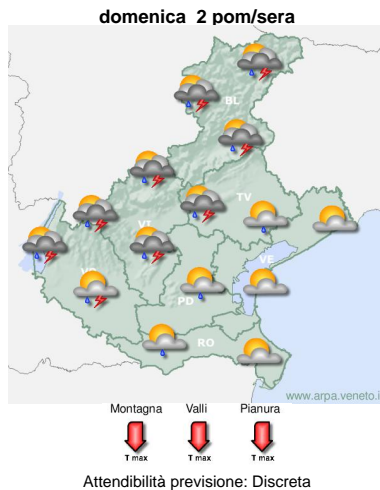 domenica 2 pom/sera
BL
TV
VI
VR
VE
PD
RO
www.arpa.veneto.i
Montagna Valli Pianura
T max T max T max
Attendibilità previsione: Discreta